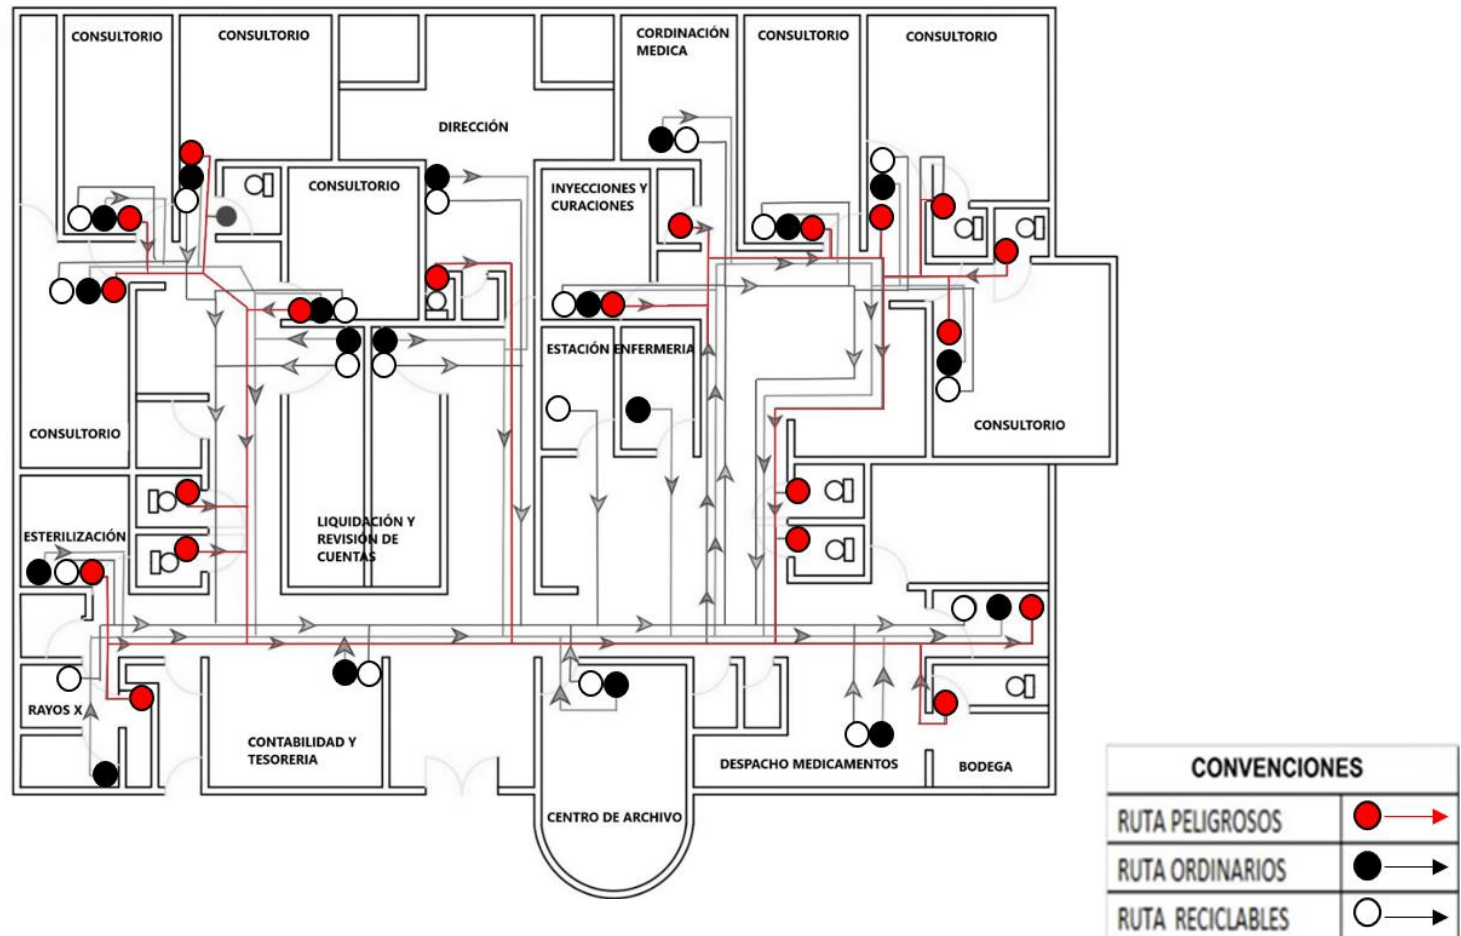 CONSULTORIO
CONSULTORIO
CORDINACIÓN
MEDICA
CONSULTORIO
CONSULTORIO
DIRECCIÓN
CONSULTORIO
INYECCIONES Y
CURACIONES
ESTACIÓN ENFERMERIA
CONSULTORIO
CONSULTORIO
ESTERILIZACIÓN
LIQUIDACIÓN Y
REVISIÓN DE
CUENTAS
RAYOS X
CONTABILIDAD Y
TESORERIA
DESPACHO MEDICAMENTOS
BODEGA
CENTRO DE ARCHIVO
CONVENCIONES
RUTA PELIGROSOS
RUTA ORDINARIOS
RUTA RECICLABLES